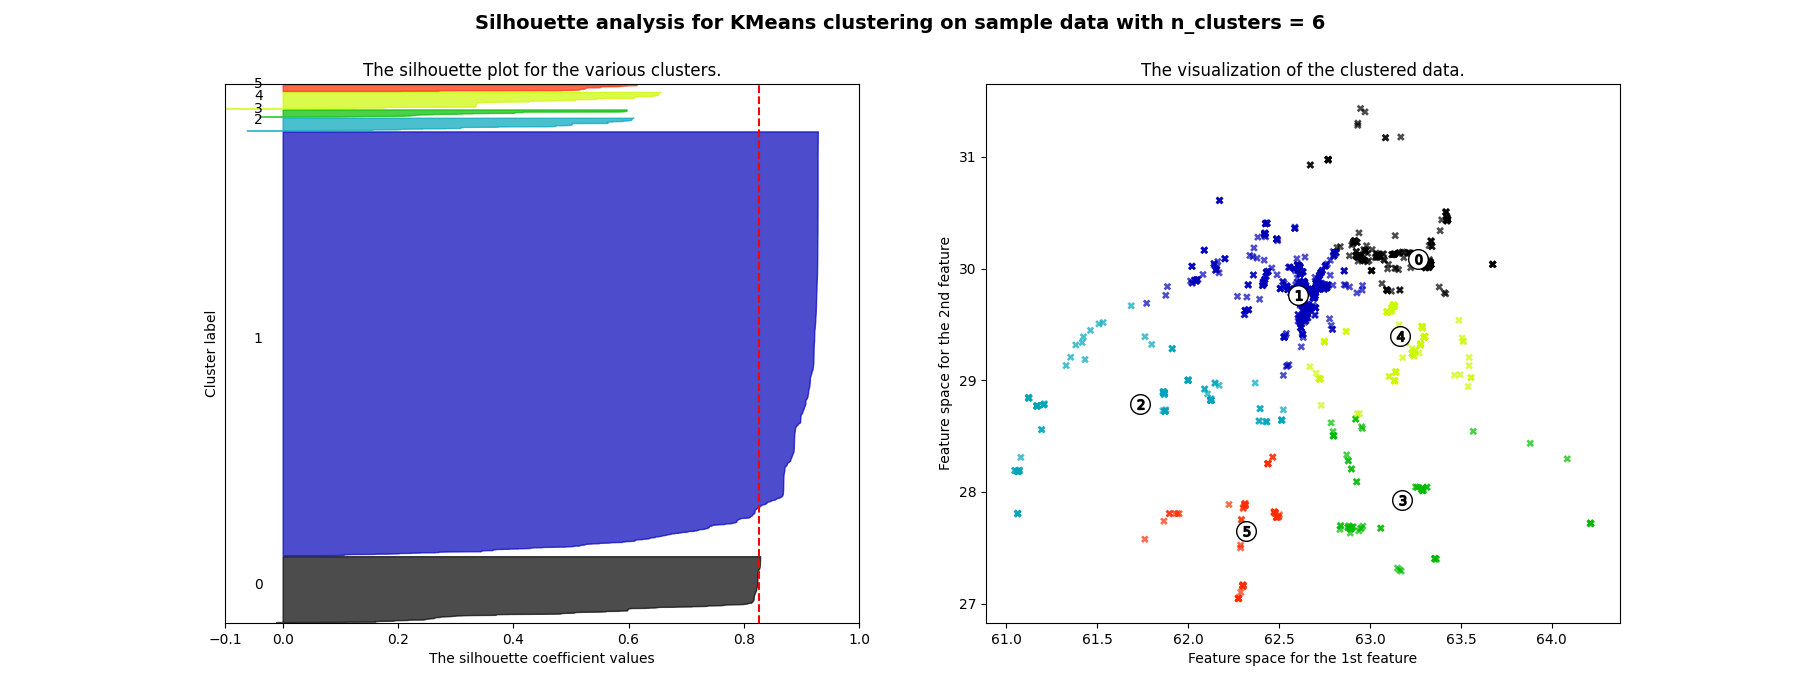 Silhouette analysis for KMeans clustering on sample data with n_clusters = 6
The silhouette plot for the various clusters.
5
4
3
2
1
0
Cluster label
−0.1 0.0 0.2 0.4 0.6 0.8 1.0
The silhouette coefficient values
The visualization of the clustered data.
31
30
29
28
27
Feature space for the 2nd feature
0
1
4
2
3
5
61.0 61.5 62.0 62.5 63.0 63.5 64.0
Feature space for the 1st feature